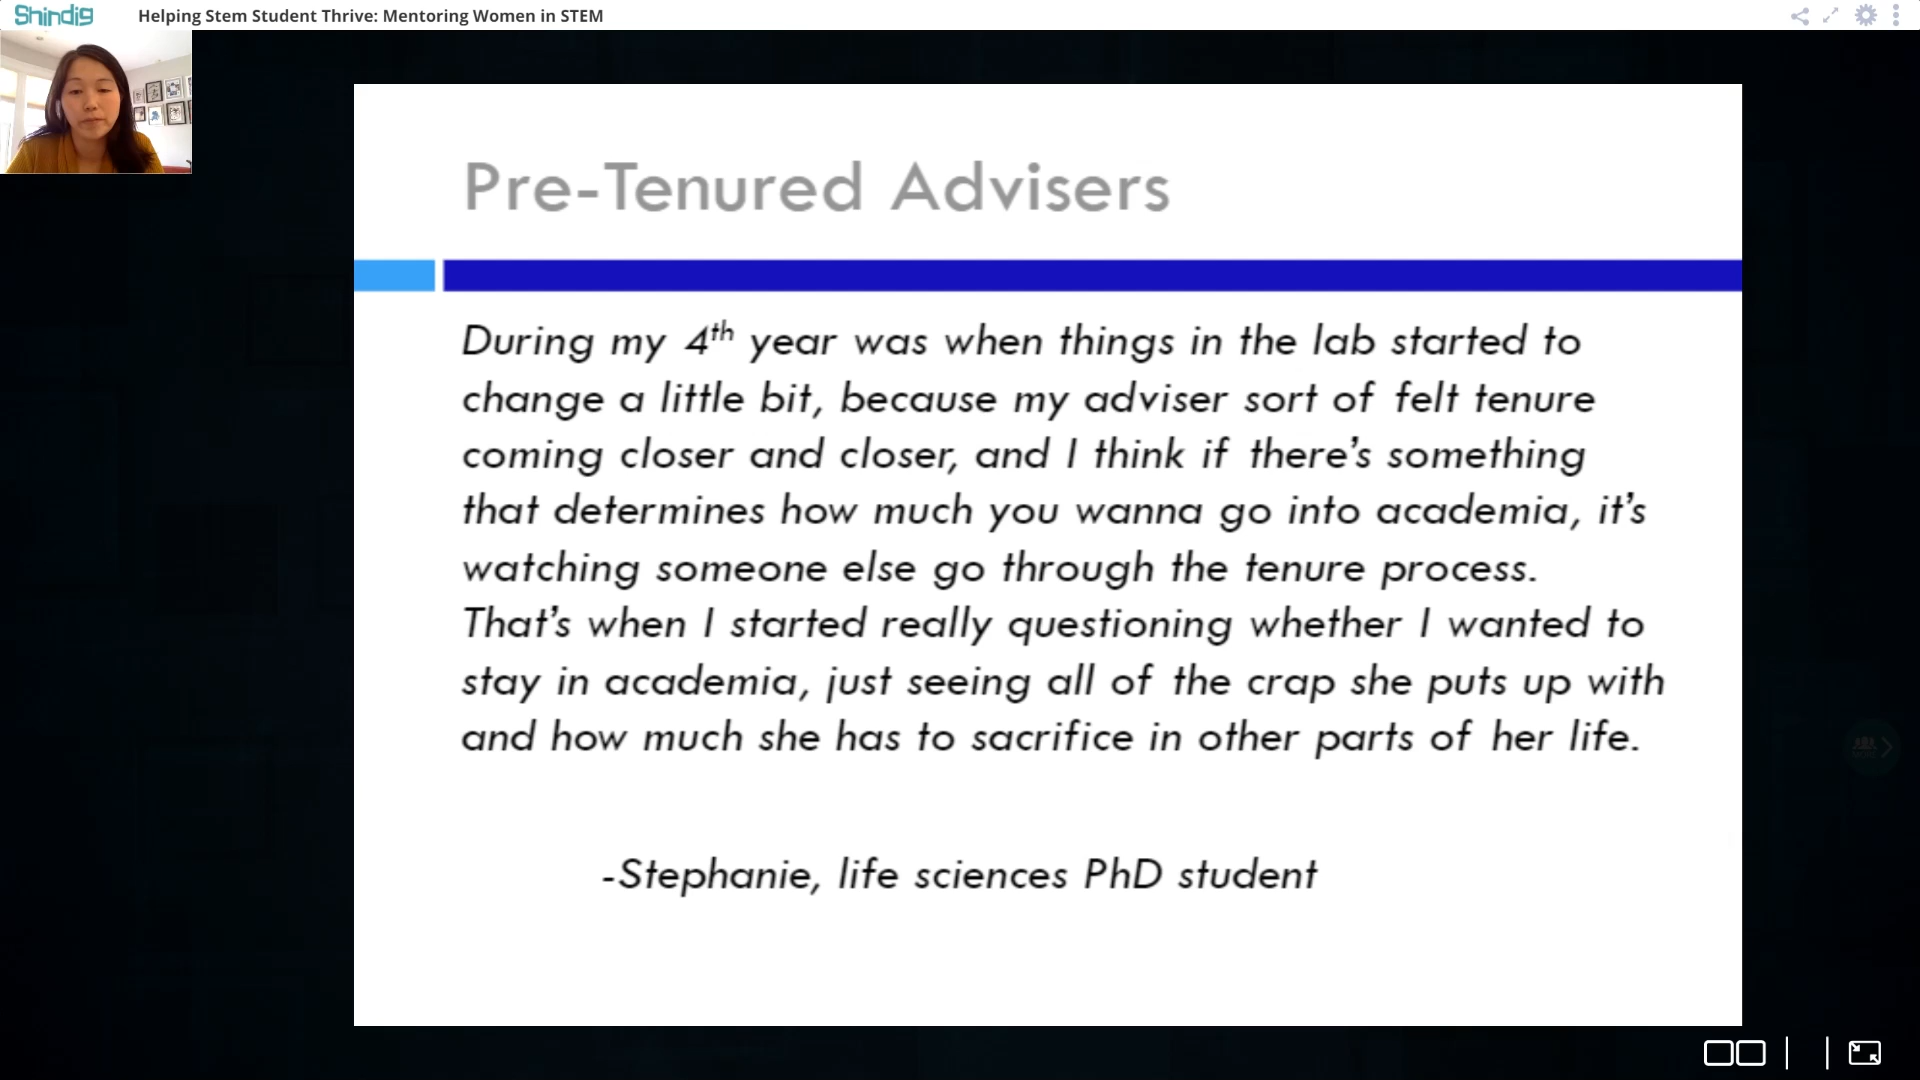 Shindig
Helping Stem Student Thrive: Mentoring Women in STEM
Pre-Tenured Advisers
During my 4th year was when things in the lab started to
change a little bit, because my adviser sort of felt tenure
coming closer and closer, and I think if there’s something
that determines how much you wanna go into academia, it’s
watching someone else go through the tenure process.
That’s when I started really questioning whether I wanted to
stay in academia, just seeing all of the crap she puts up with
and how much she has to sacrifice in other parts of her life.
-Stephanie, life sciences PhD student